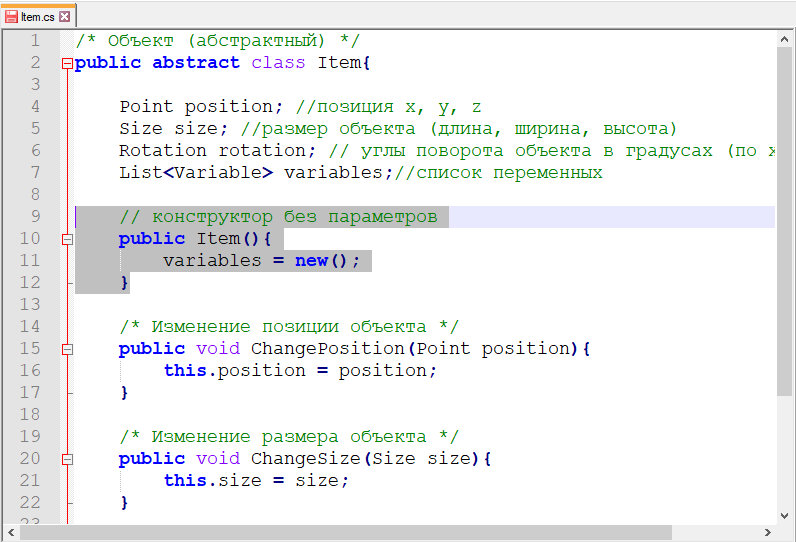 Item.cs
1 /* Объект (абстрактный) */
2 public abstract class Item{
3
4 Point position; //позиция x, y, z
5 Size size; //размер объекта (длина, ширина, высота)
6 Rotation rotation; // углы поворота объекта в градусах (по x
7 List<Variable> variables;//список переменных
8
9 // конструктор без параметров
10 public Item(){
11 variables = new();
12 }
13
14 /* Изменение позиции объекта */
15 public void ChangePosition(Point position){
16 this.position = position;
17 }
18
19 /* Изменение размера объекта */
20 public void ChangeSize(Size size){
21 this.size = size;
22 }
23